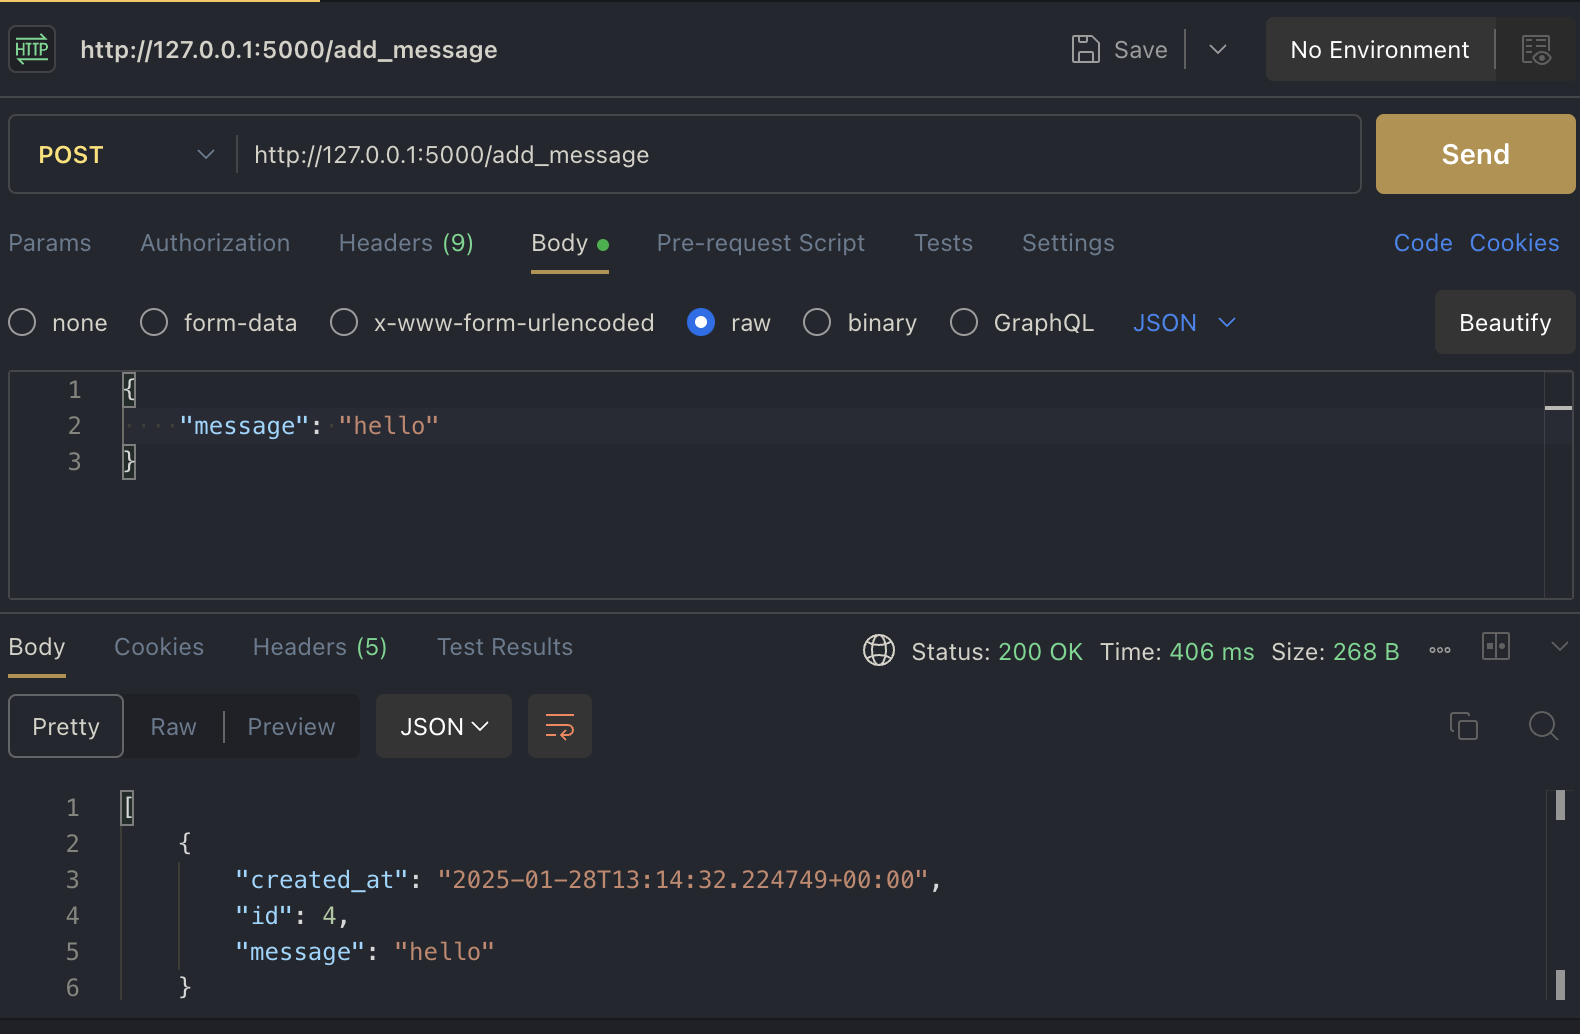 HTTP http://127.0.0.1:5000/add_message Save No Environment
POST http://127.0.0.1:5000/add_message Send
Params Authorization Headers (9) Body Pre-request Script Tests Settings Code Cookies
none form-data x-www-form-urlencoded raw binary GraphQL JSON Beautify
1 {
2 "message": "hello"
3 }
Body Cookies Headers (5) Test Results Status: 200 OK Time: 406 ms Size: 268 B
Pretty Raw Preview JSON
1 [
2 {
3 "created_at": "2025-01-28T13:14:32.224749+00:00",
4 "id": 4,
5 "message": "hello"
6 }